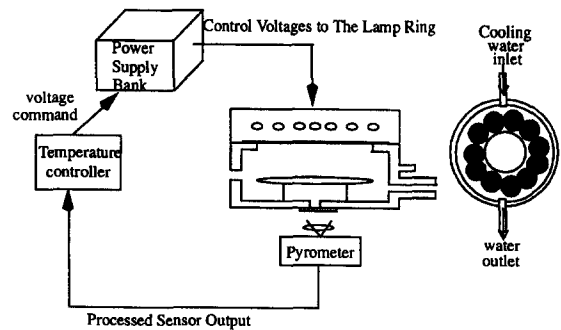 Control Voltages to The Lamp Ring
Power
Supply
Bank
voltage
command
Temperature
controller
Pyrometer
Processed Sensor Output
Cooling
water
inlet
water
outlet